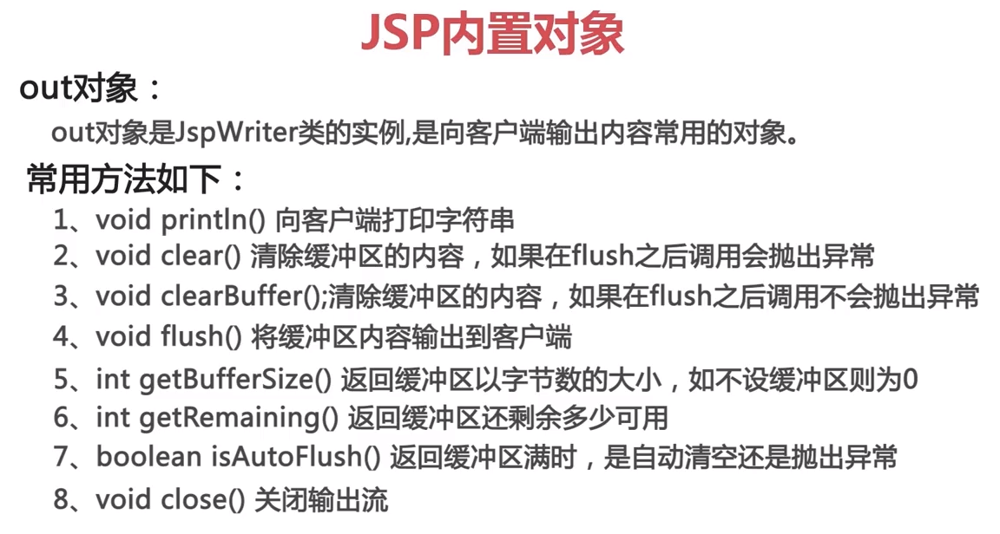 JSP内置对象
out对象：
out对象是JspWriter类的实例,是向客户端输出内容常用的对象。
常用方法如下：
1、void println() 向客户端打印字符串
2、void clear() 清除缓冲区的内容，如果在flush之后调用会抛出异常
3、void clearBuffer();清除缓冲区的内容，如果在flush之后调用不会抛出异常
4、void flush() 将缓冲区内容输出到客户端
5、int getBufferSize() 返回缓冲区以字节数的大小，如不设缓冲区则为0
6、int getRemaining() 返回缓冲区还剩余多少可用
7、boolean isAutoFlush() 返回缓冲区满时，是自动清空还是抛出异常
8、void close() 关闭输出流